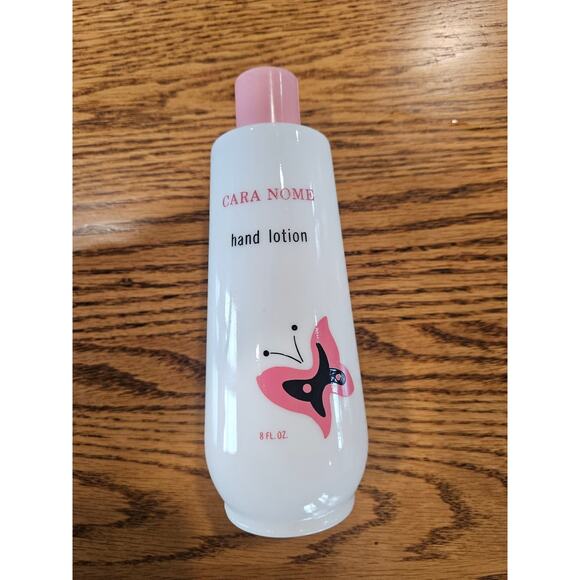 CARA NOME
hand lotion
8 FL. OZ.